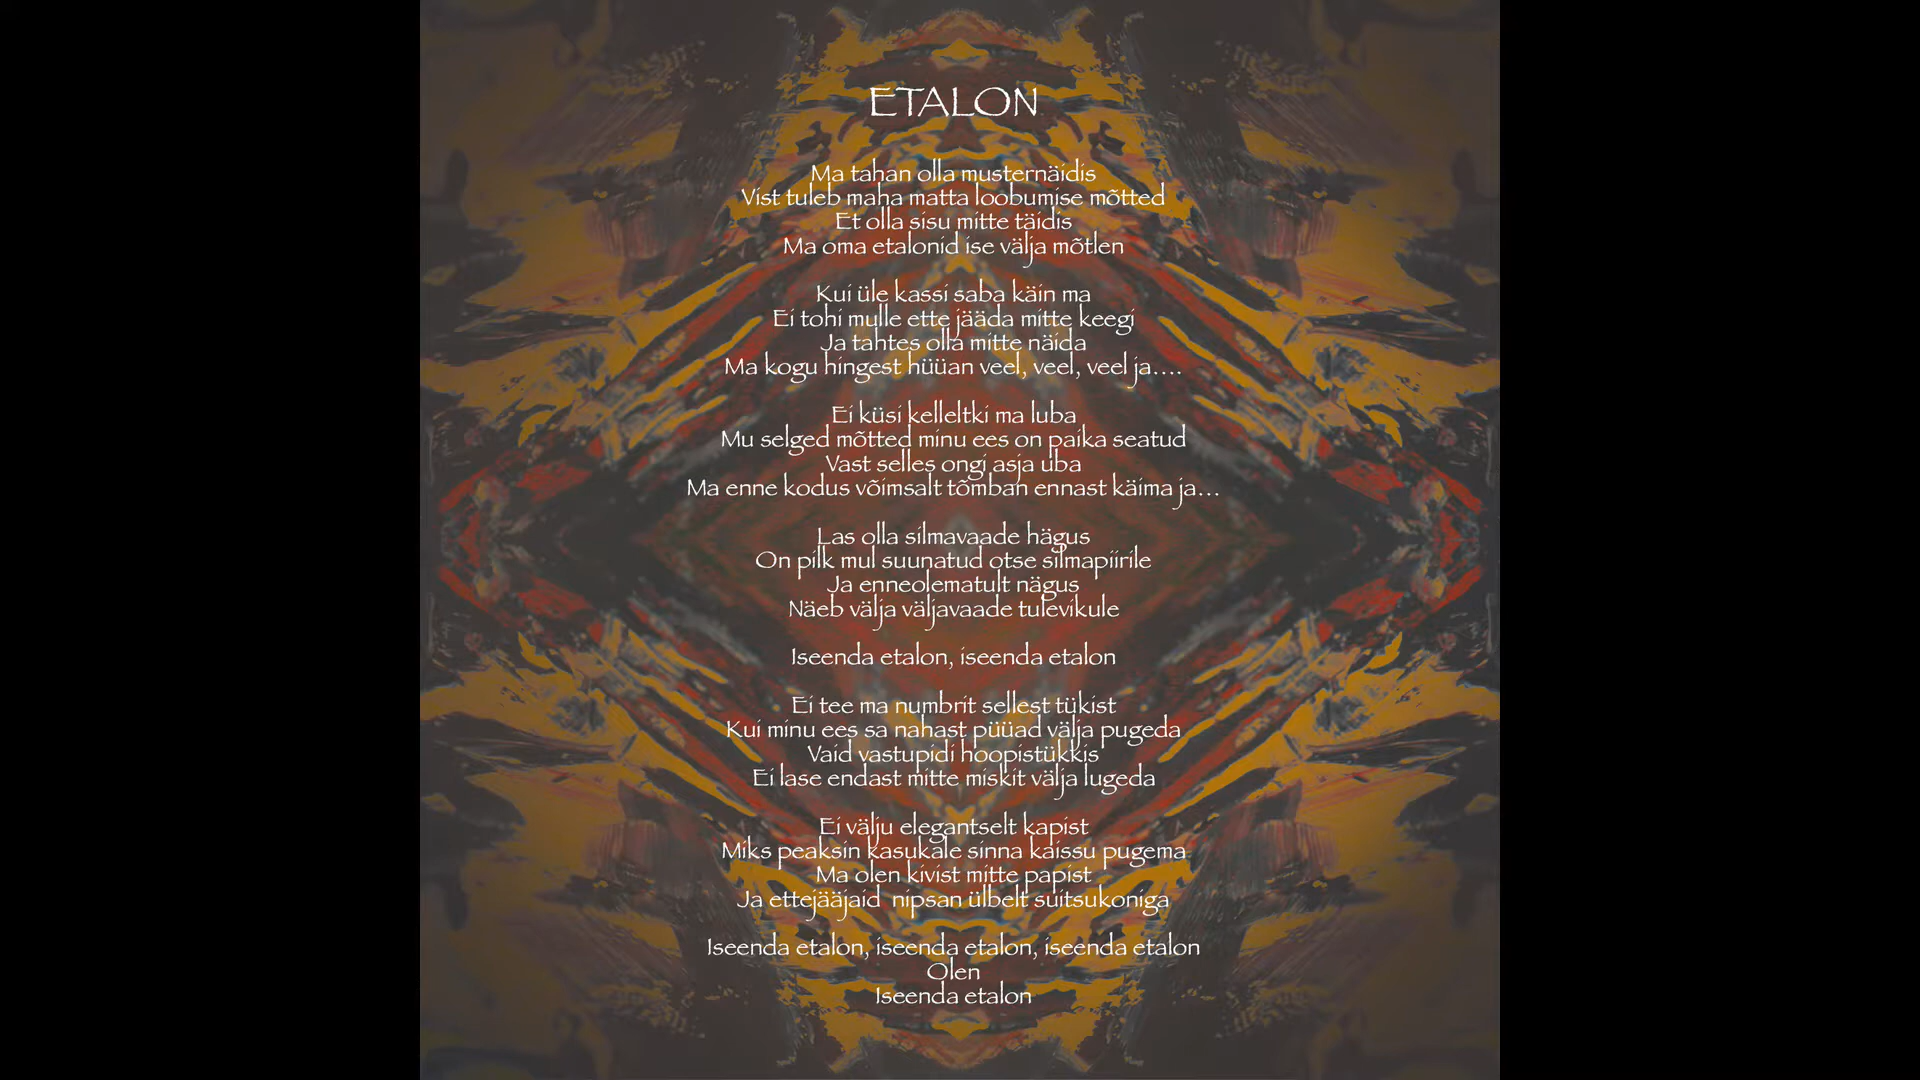 ETALON
Ma tahan olla musternäidis
Vist tuleb maha matta loobumise mõtted
Et olla sisu mitte täidis
Ma oma etalonid ise välja mõtlen
Kui üle kassi saba käin ma
Ei tohi mulle ette jääda mitte keegi
Ja tahtes olla mitte näida
Ma kogu hingest hüüan veel, veel, veel ja....
Ei küsi kelleltki ma luba
Mu selged mõtted minu ees on paika seatud
Vast selles ongi asja uba
Ma enne kodus võimsalt tõmban ennast käima ja...
Las olla silmavaade hägus
On pilk mul suunatud otse silmapiirile
Ja enneolematult nägus
Näeb välja väljavaade tulevikule
Iseenda etalon, iseenda etalon
Ei tee ma numbrit sellest tükist
Kui minu ees sa nahast püüad välja pugeda
Vaid vastupidi hoopistükkis
Ei lase endast mitte miskit välja lugeda
Ei välju elegantselt kapist
Miks peaksin kasukale sinna kaissu pugema
Ma olen kivist mitte papist
Ja ettejääjaid nipsan ülbelt suitsukoniga
Iseenda etalon, iseenda etalon, iseenda etalon
Olen
Iseenda etalon